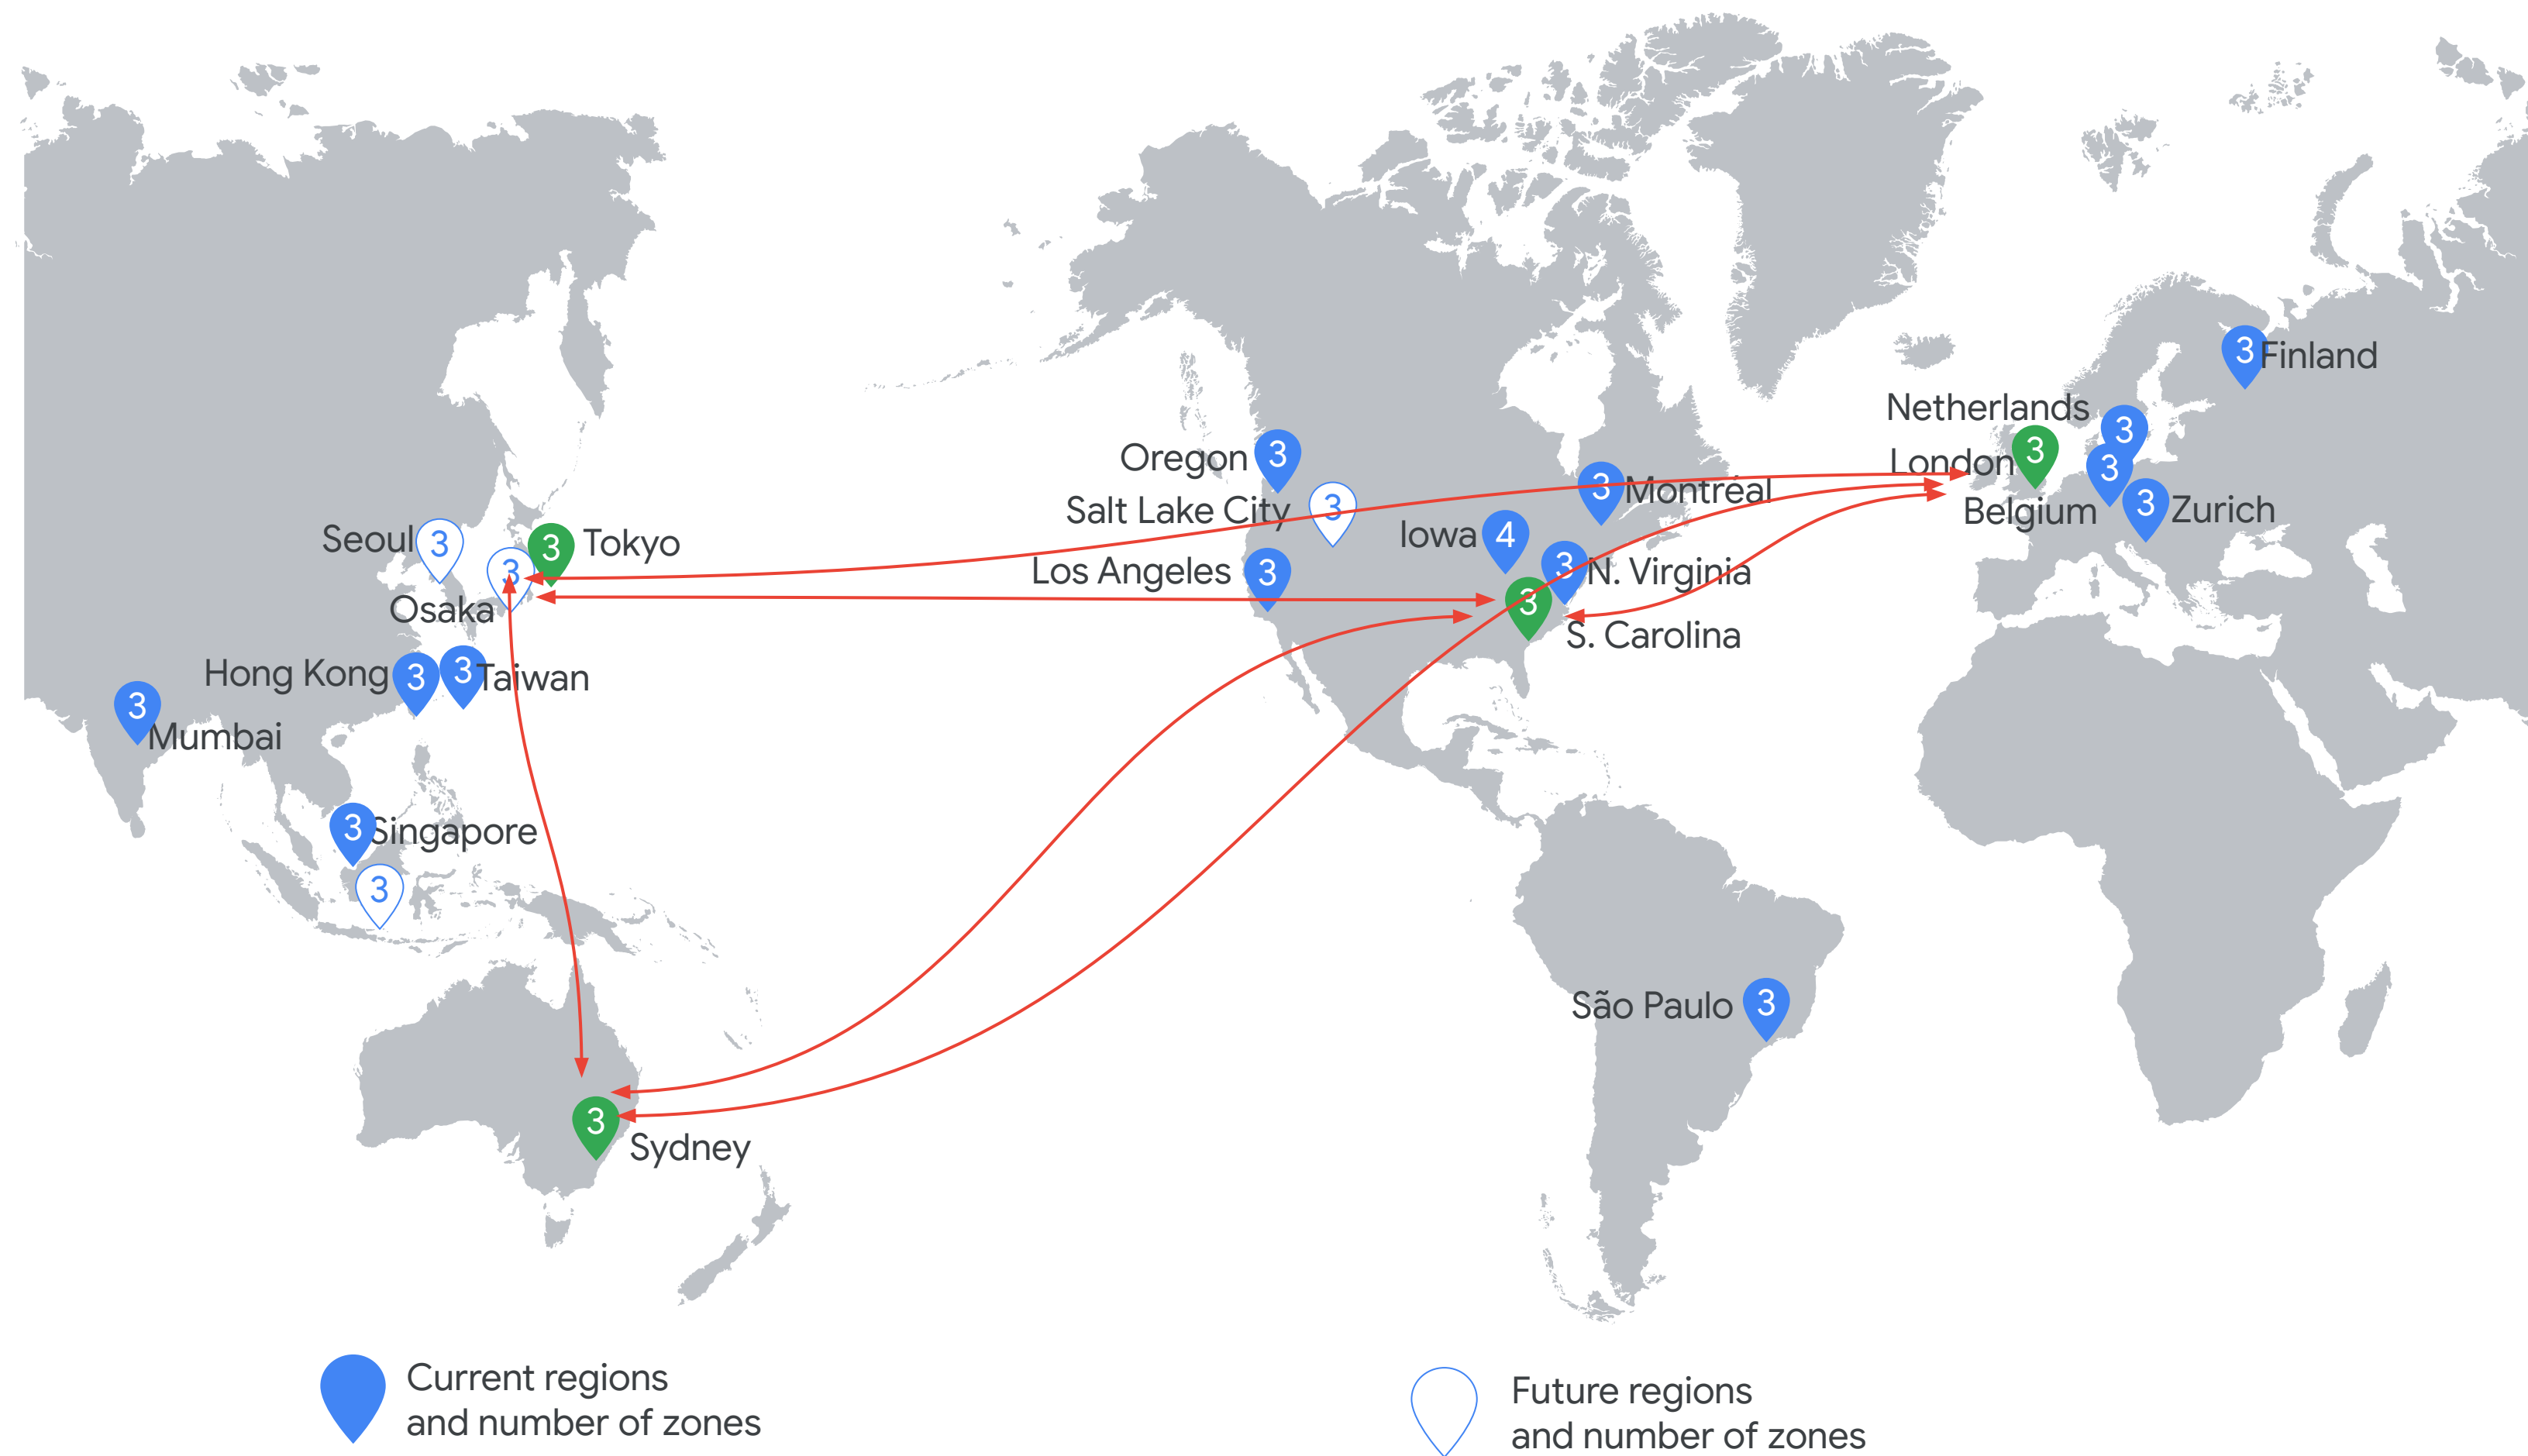 3 Finland
Netherlands
3
3
London
3
Oregon 3
3 Montréal
Salt Lake City 3
Belgium
3 Zurich
Iowa 4
Seoul 3
3 Tokyo
3
Osaka
Los Angeles 3
3 N. Virginia
3
S. Carolina
Hong Kong 3
3 Taiwan
3
Mumbai
3 Singapore
3
São Paulo 3
3
Sydney
Current regions
and number of zones
Future regions
and number of zones